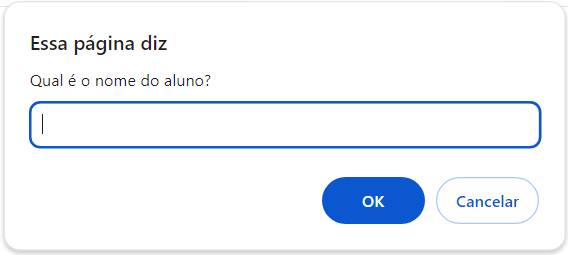 Essa página diz
Qual é o nome do aluno?
OK
Cancelar